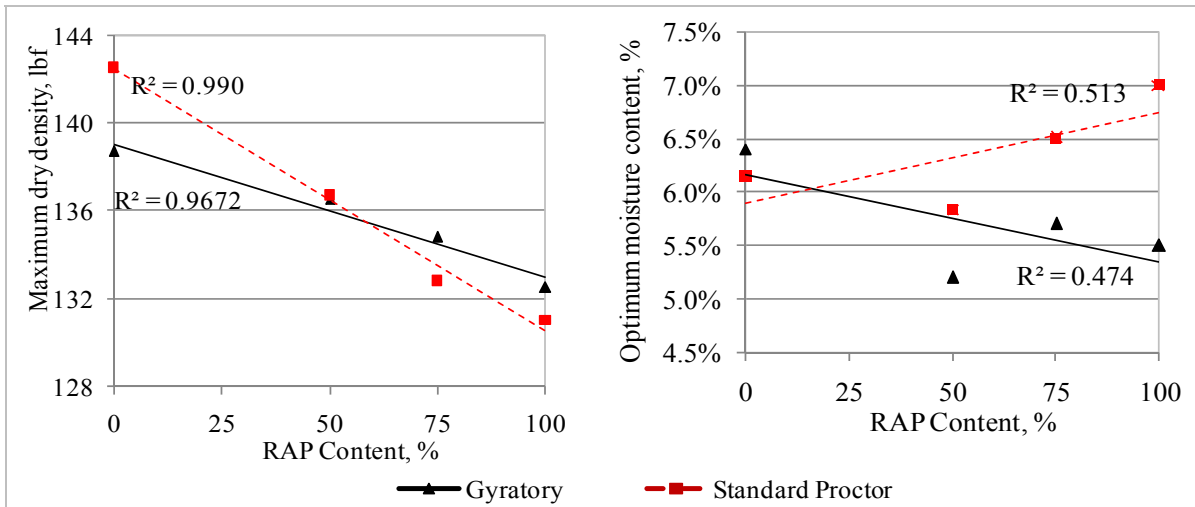 Maximum dry density, lbf
144
140
136
132
128
R² = 0.990
R² = 0.9672
0 25 50 75 100
RAP Content, %
Optimum moisture content, %
7.5%
7.0%
6.5%
6.0%
5.5%
5.0%
4.5%
R² = 0.513
R² = 0.474
0 25 50 75 100
RAP Content, %
Gyratory
Standard Proctor